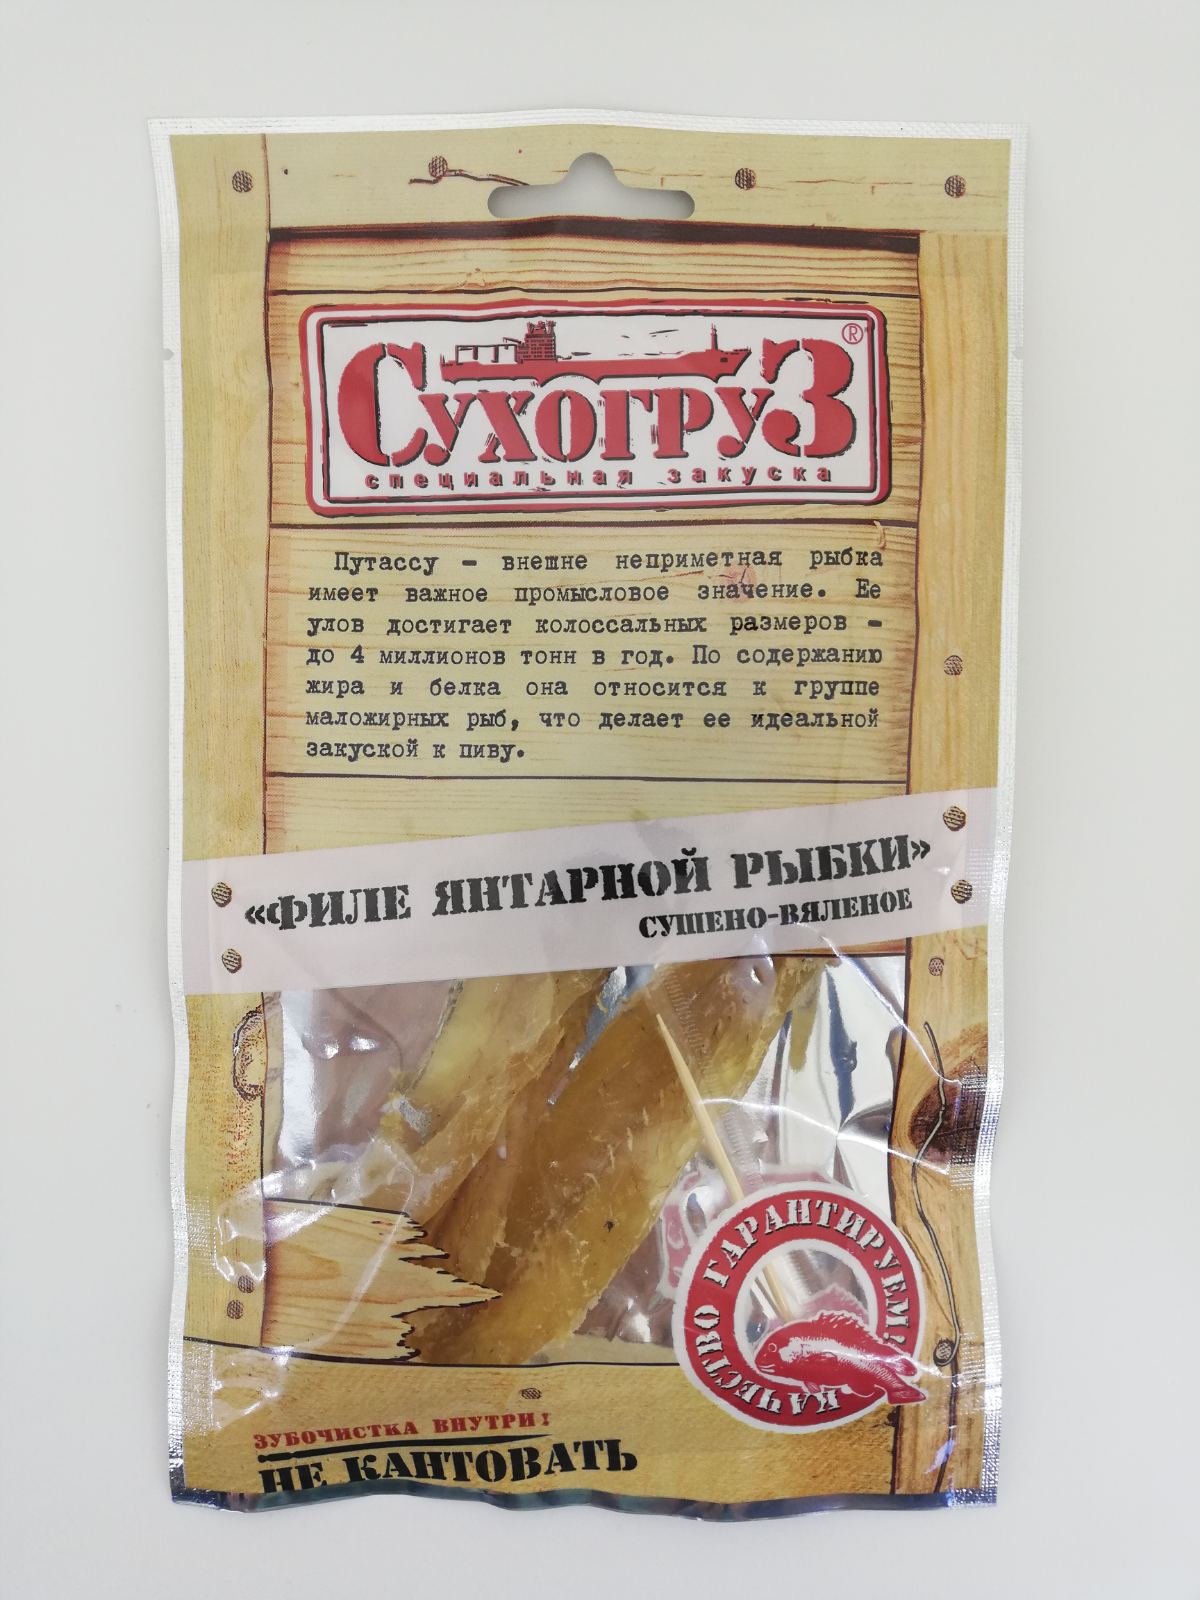 СУХОГРУЗ®
специальная закуска
Путассу – внешне неприметная рыбка
имеет важное промысловое значение. Ее
улов достигает колоссальных размеров –
до 4 миллионов тонн в год. По содержанию
жира и белка она относится к группе
маложирных рыб, что делает ее идеальной
закуской к пиву.
«ФИЛЕ ЯНТАРНОЙ РЫБКИ»
СУШЕНО-ВЯЛЕНОЕ
КАЧЕСТВО ГАРАНТИРУЕМ!
ЗУБОЧИСТКА ВНУТРИ!
НЕ КАНТОВАТЬ